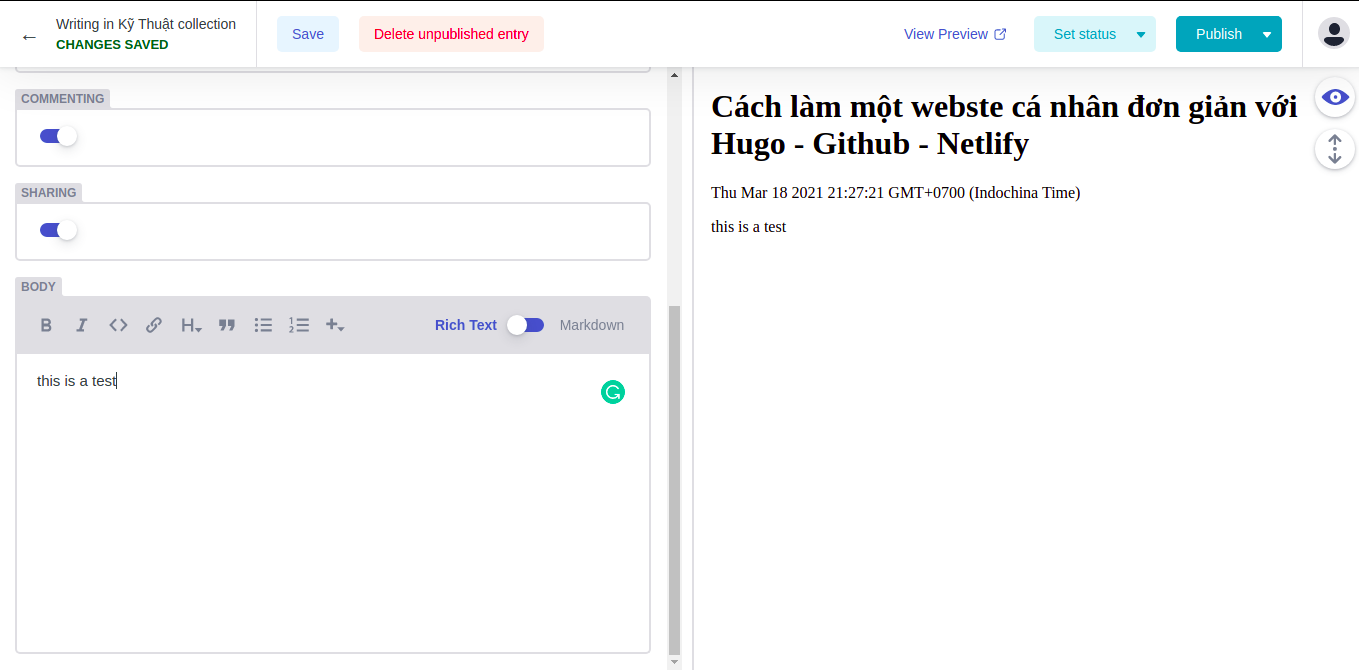 Writing in Kỹ Thuật collection
CHANGES SAVED
Save
Delete unpublished entry
View Preview
Set status
Publish
COMMENTING
SHARING
BODY
B I H
Rich Text
Markdown
this is a test
Cách làm một webste cá nhân đơn giản với
Hugo - Github - Netlify
Thu Mar 18 2021 21:27:21 GMT+0700 (Indochina Time)
this is a test